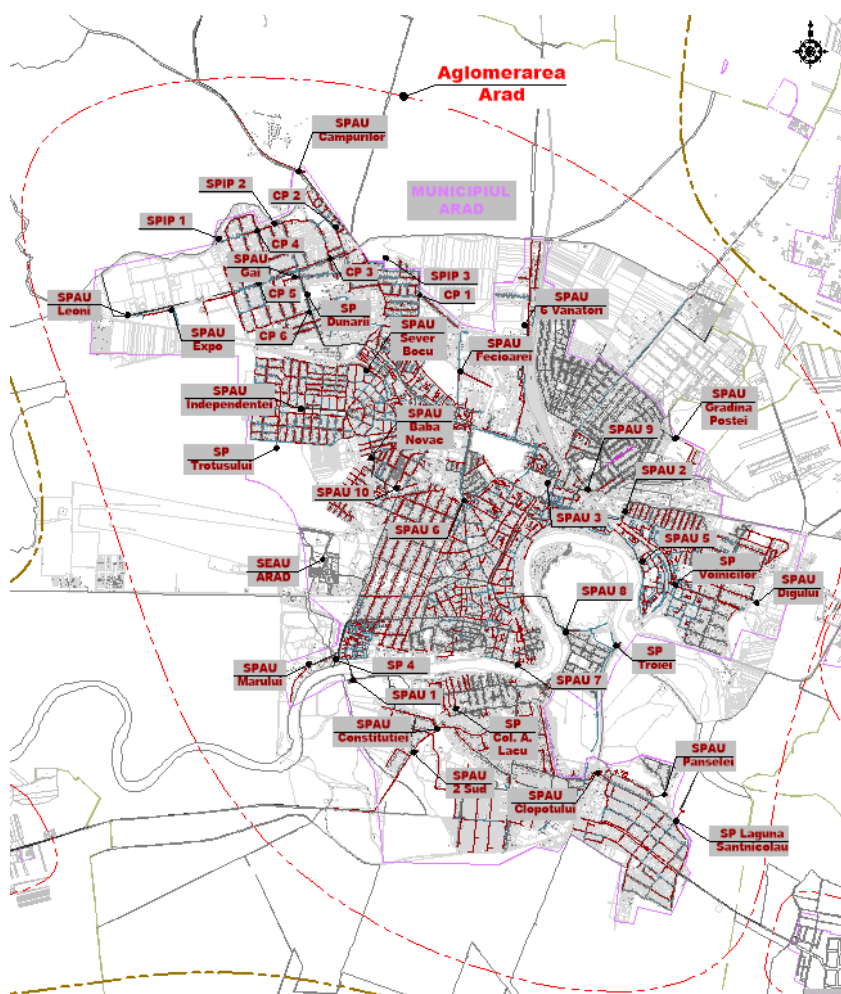 Aglomerarea
Arad
SPAU
Campurilor
SPIP 2
CP 2
MUNICIPIUL
ARAD
SPIP 1
CP 4
SPAU
Gai
CP 3
SPIP 3
CP 5
CP 1
SPAU
Leoni
SP
Dunarii
SPAU
6 Vanatori
SPAU
Expo
CP 6
SPAU
Sever
Bocu
SPAU
Fecioarei
SPAU
Independentei
SPAU
Baba
Novac
SPAU
Gradina
Postei
SPAU 9
SP
Trotusului
SPAU 2
SPAU 10
SPAU 6
SPAU 3
SPAU 5
SEAU
ARAD
SP
Voinicilor
SPAU
Digului
SPAU 8
SP
Troiei
SPAU
Marului
SP 4
SPAU 7
SPAU 1
SPAU
Constitutiei
SP
Col. A.
Lacu
SPAU
Panselei
SPAU
2 Sud
SPAU
Clopotului
SP Laguna
Santnicolau